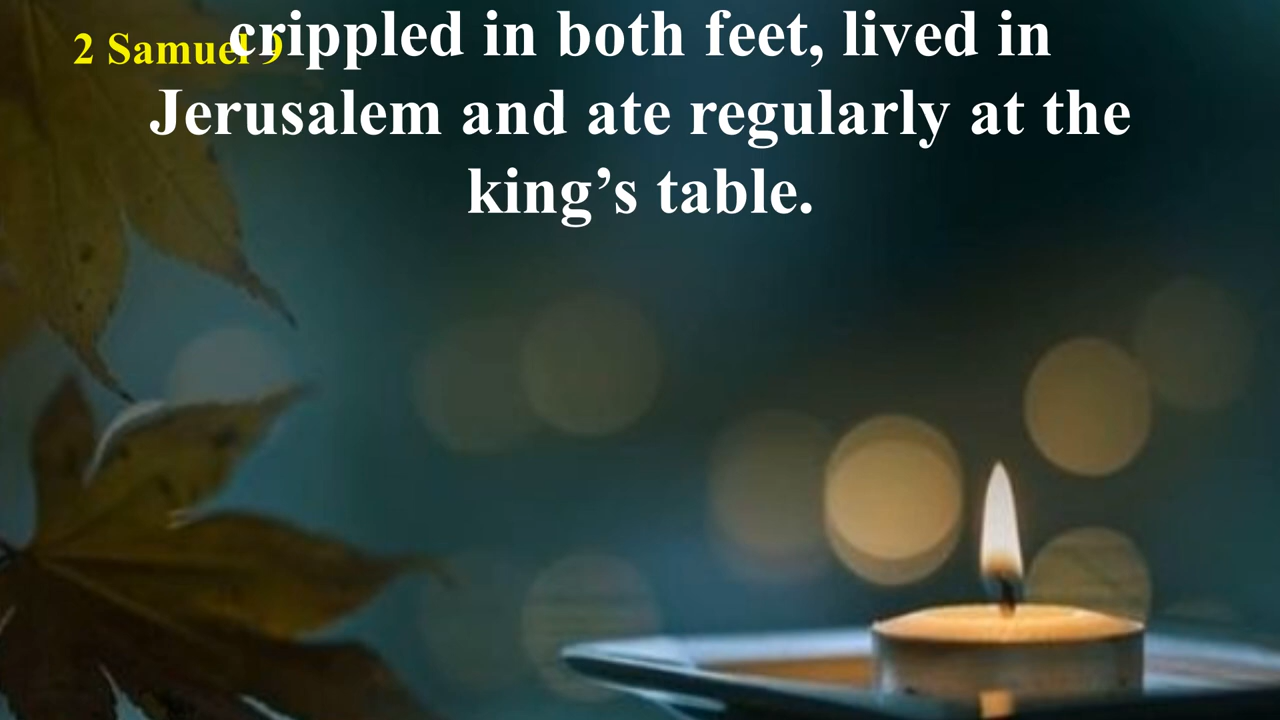 2 Samuel 9
crippled in both feet, lived in
Jerusalem and ate regularly at the
king’s table.